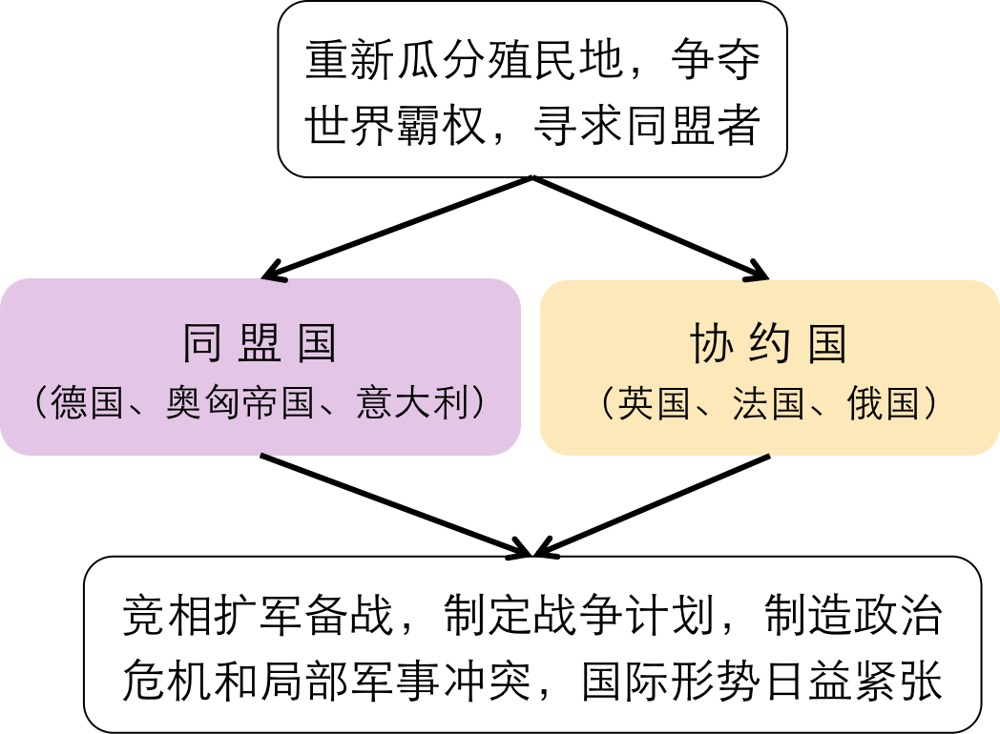 重新瓜分殖民地，争夺
世界霸权，寻求同盟者
同盟国
（德国、奥匈帝国、意大利）
协约国
（英国、法国、俄国）
竞相扩军备战，制定战争计划，制造政治
危机和局部军事冲突，国际形势日益紧张